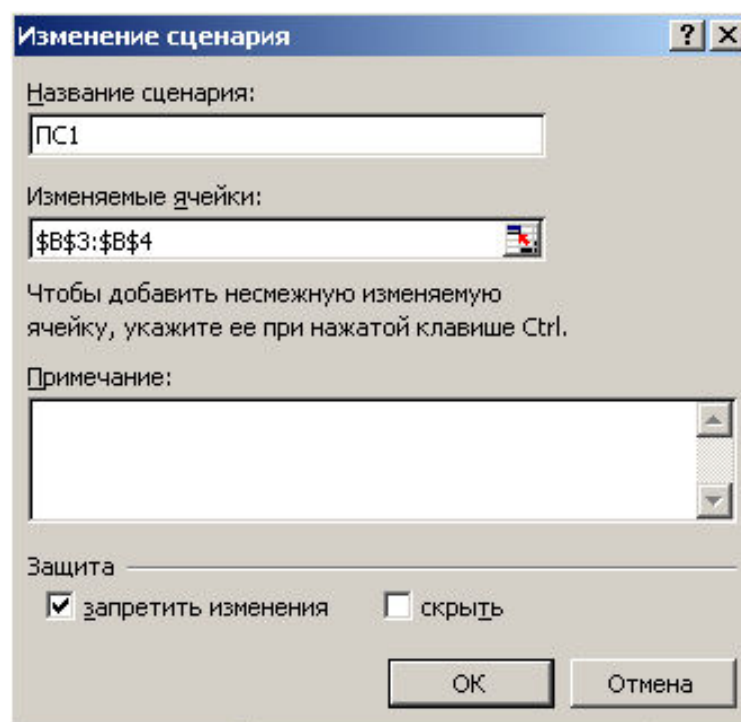 Изменение сценария
Название сценария:
ПС1
Изменяемые ячейки:
$B$3:$B$4
Чтобы добавить несмежную изменяемую
ячейку, укажите ее при нажатой клавише Ctrl.
Примечание:
Защита
запретить изменения скрыть
ОК Отмена